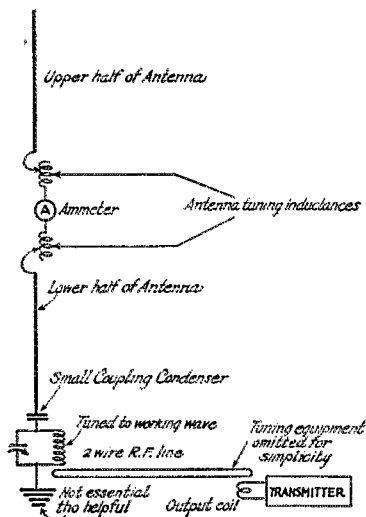 Upper half of Antenna
A
Ammeter
Antenna tuning inductances
Lower half of Antenna
Small Coupling Condenser
Tuned to working wave
2 wire R.F. line
Tuning equipment
omitted for
simplicity
Not essential
tho helpful
Output coil
TRANSMITTER